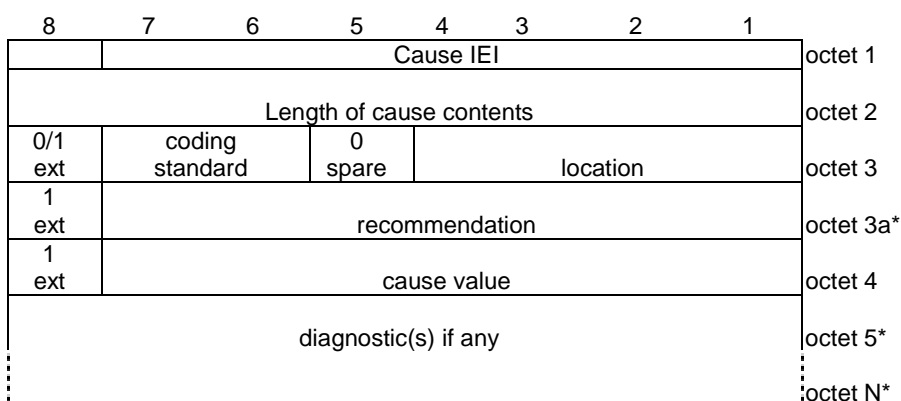 8 7 6 5 4 3 2 1
Cause IEI octet 1
Length of cause contents octet 2
0/1 coding 0
ext standard spare location octet 3
1
ext recommendation octet 3a*
1
ext cause value octet 4
diagnostic(s) if any octet 5*
octet N*